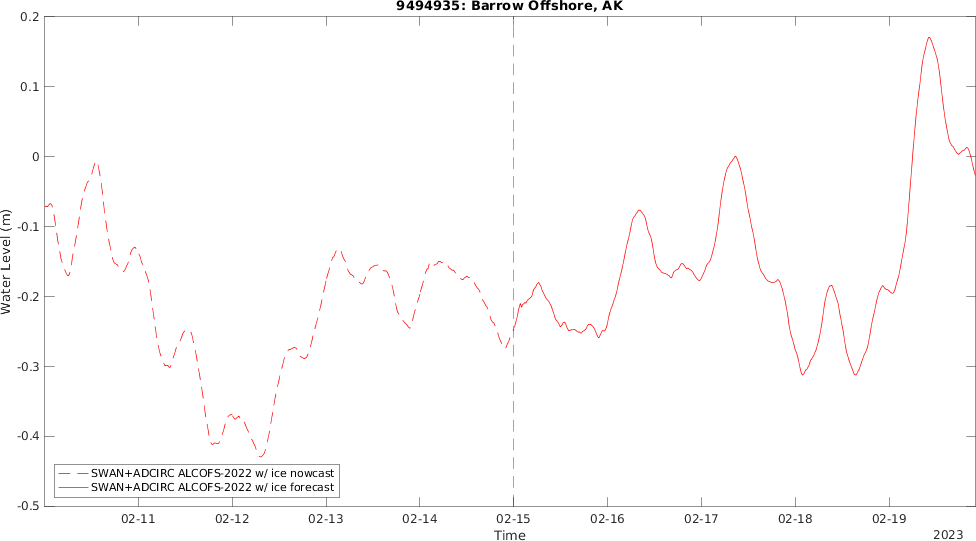 9494935: Barrow Offshore, AK
0.2
0.1
0
-0.1
-0.2
-0.3
-0.4
-0.5
Water Level (m)
SWAN+ADCIRC ALCOFS-2022 w/ ice nowcast
SWAN+ADCIRC ALCOFS-2022 w/ ice forecast
02-11 02-12 02-13 02-14 02-15 02-16 02-17 02-18 02-19
Time
2023